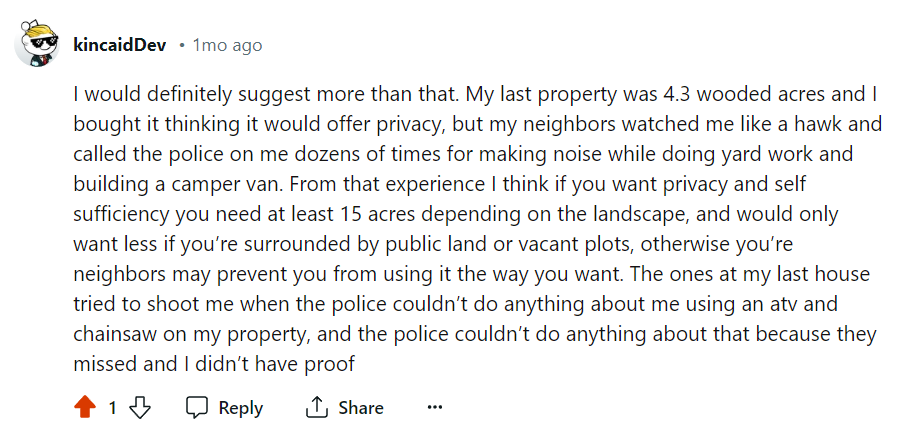 kincaidDev • 1mo ago
I would definitely suggest more than that. My last property was 4.3 wooded acres and I
bought it thinking it would offer privacy, but my neighbors watched me like a hawk and
called the police on me dozens of times for making noise while doing yard work and
building a camper van. From that experience I think if you want privacy and self
sufficiency you need at least 15 acres depending on the landscape, and would only
want less if you’re surrounded by public land or vacant plots, otherwise you’re
neighbors may prevent you from using it the way you want. The ones at my last house
tried to shoot me when the police couldn’t do anything about me using an atv and
chainsaw on my property, and the police couldn’t do anything about that because they
missed and I didn’t have proof
1 Reply Share ...